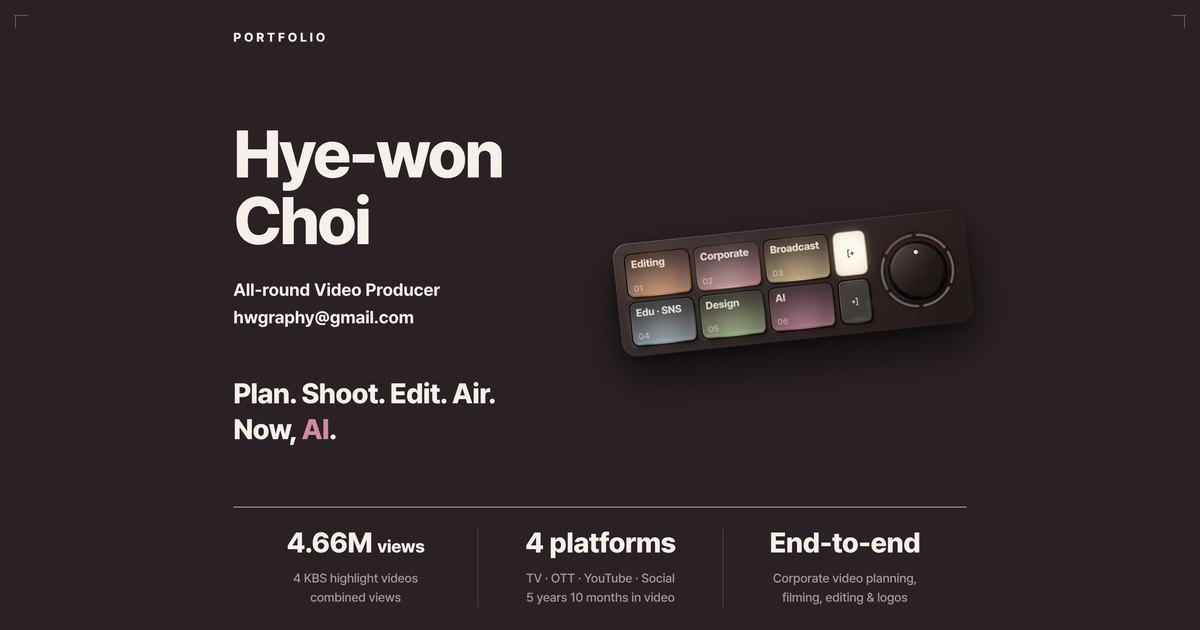 PORTFOLIO
Hye-won
Choi
All-round Video Producer
hwgraphy@gmail.com
Plan. Shoot. Edit. Air.
Now, AI.
Editing
01
Corporate
02
Broadcast
03
Edu · SNS
04
Design
05
AI
06
4.66M views
4 KBS highlight videos
combined views
4 platforms
TV · OTT · YouTube · Social
5 years 10 months in video
End-to-end
Corporate video planning,
filming, editing & logos